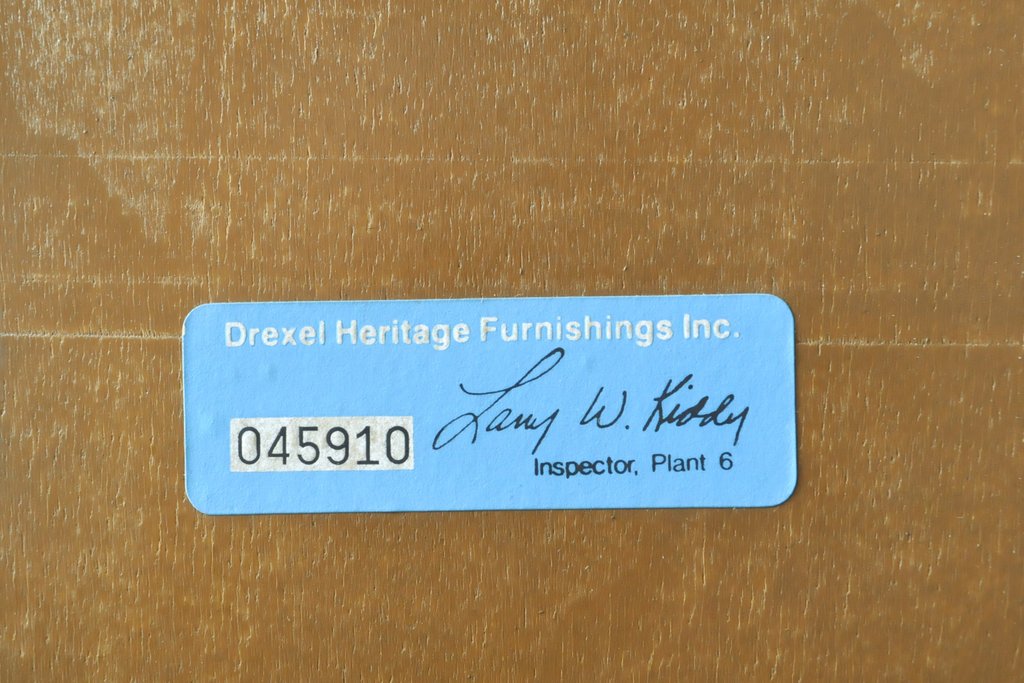 Drexel Heritage Furnishings Inc.
Larry W. Kiddy
045910
Inspector, Plant 6